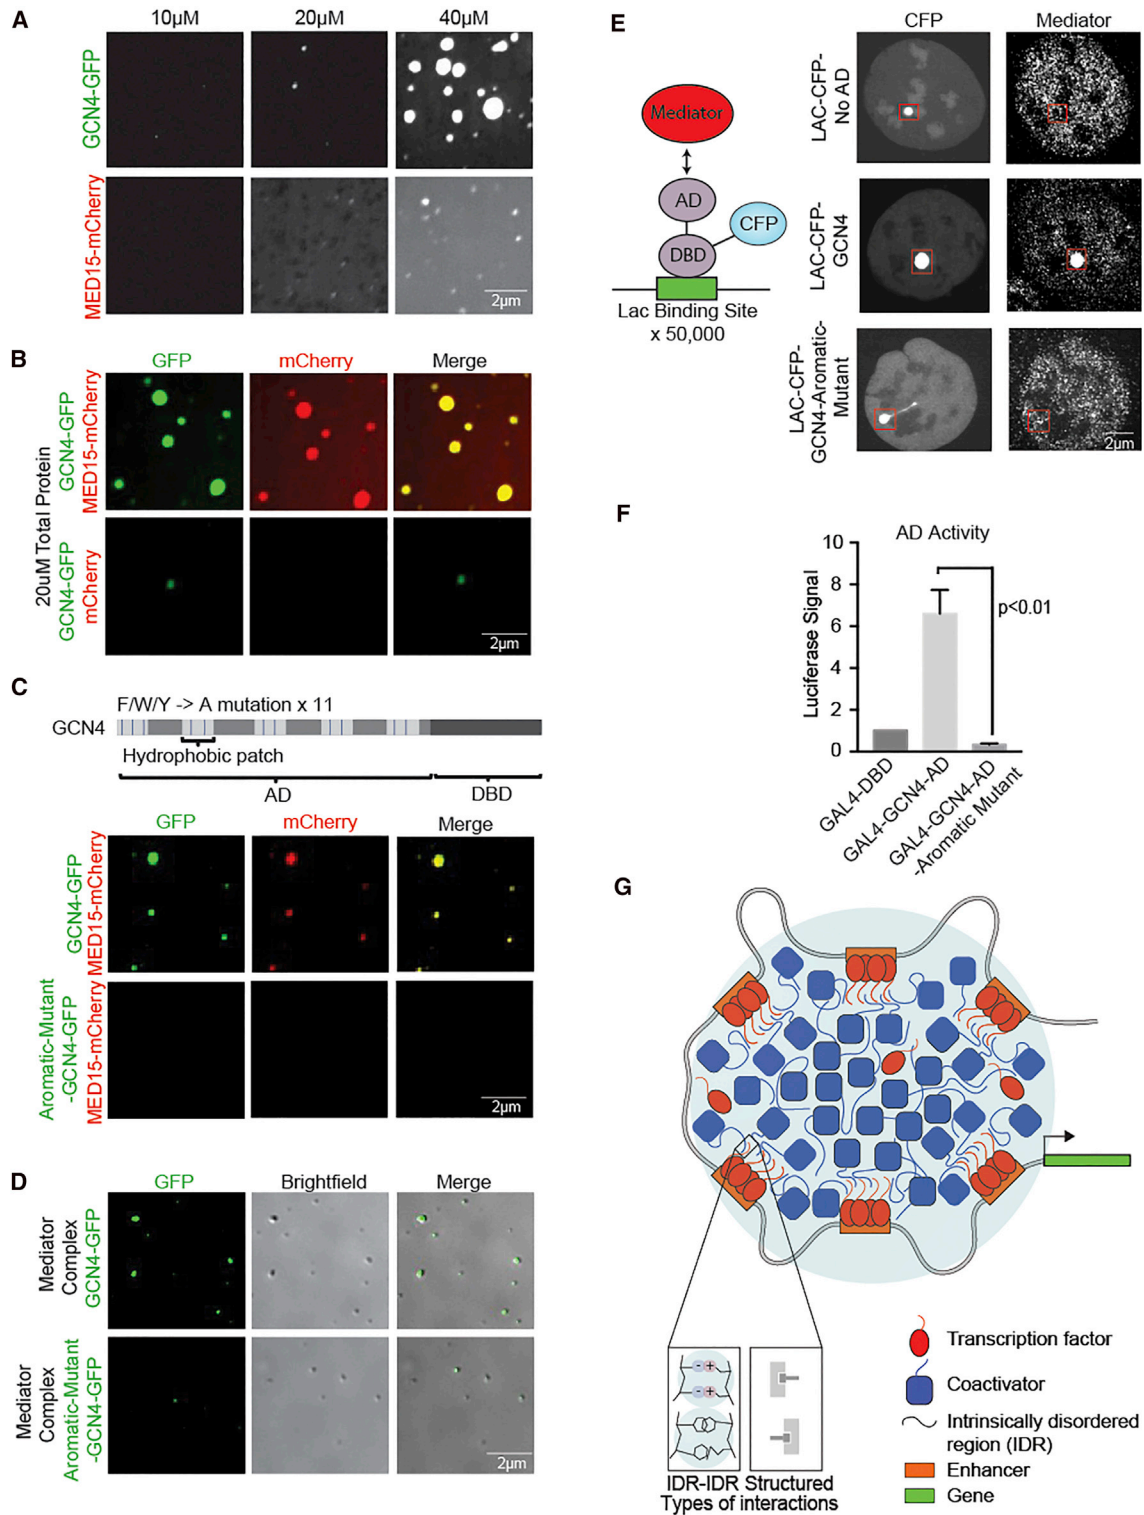 A
10µM 20µM 40µM
GCN4-GFP
MED15-mCherry
2µm
B
GFP mCherry Merge
20uM Total Protein
GCN4-GFP
MED15-mCherry
GCN4-GFP
mCherry
2µm
C
F/W/Y -> A mutation x 11
GCN4
Hydrophobic patch
AD DBD
GFP mCherry Merge
GCN4-GFP
MED15-mCherry
Aromatic-Mutant
-GCN4-GFP
MED15-mCherry
2µm
D
GFP Brightfield Merge
Mediator
Complex
GCN4-GFP
Mediator
Complex
Aromatic-Mutant
-GCN4-GFP
2µm
E
CFP Mediator
Mediator
AD
CFP
DBD
Lac Binding Site
x 50,000
LAC-CFP-
No AD
LAC-CFP-
GCN4
LAC-CFP-
GCN4-Aromatic-
Mutant
2µm
F
AD Activity
Luciferase Signal
10
8
6
4
2
0
p<0.01
GAL4-DBD
GAL4-GCN4-AD
GAL4-GCN4-AD
-Aromatic Mutant
G
- +
- +
IDR-IDR Structured
Types of interactions
Transcription factor
Coactivator
Intrinsically disordered
region (IDR)
Enhancer
Gene